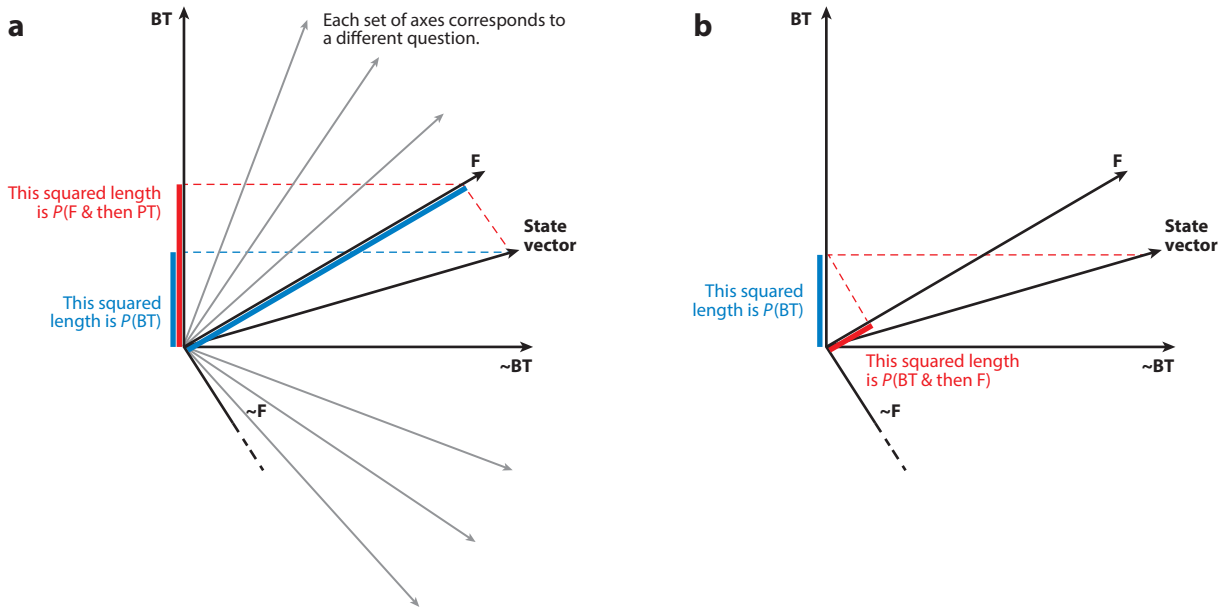 a
BT
Each set of axes corresponds to
a different question.
F
This squared length
is P(F & then PT)
State
vector
This squared
length is P(BT)
~BT
~F
b
BT
F
State
vector
This squared
length is P(BT)
~BT
This squared length
is P(BT & then F)
~F